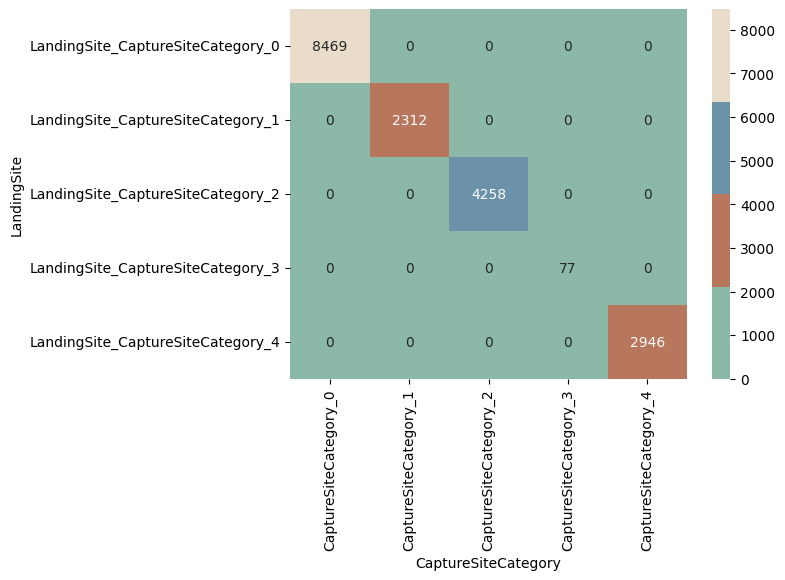 LandingSite
LandingSite_CaptureSiteCategory_0 8469 0 0 0 0
LandingSite_CaptureSiteCategory_1 0 2312 0 0 0
LandingSite_CaptureSiteCategory_2 0 0 4258 0 0
LandingSite_CaptureSiteCategory_3 0 0 0 77 0
LandingSite_CaptureSiteCategory_4 0 0 0 0 2946
CaptureSiteCategory_0
CaptureSiteCategory_1
CaptureSiteCategory_2
CaptureSiteCategory_3
CaptureSiteCategory_4
CaptureSiteCategory
8000
7000
6000
5000
4000
3000
2000
1000
0